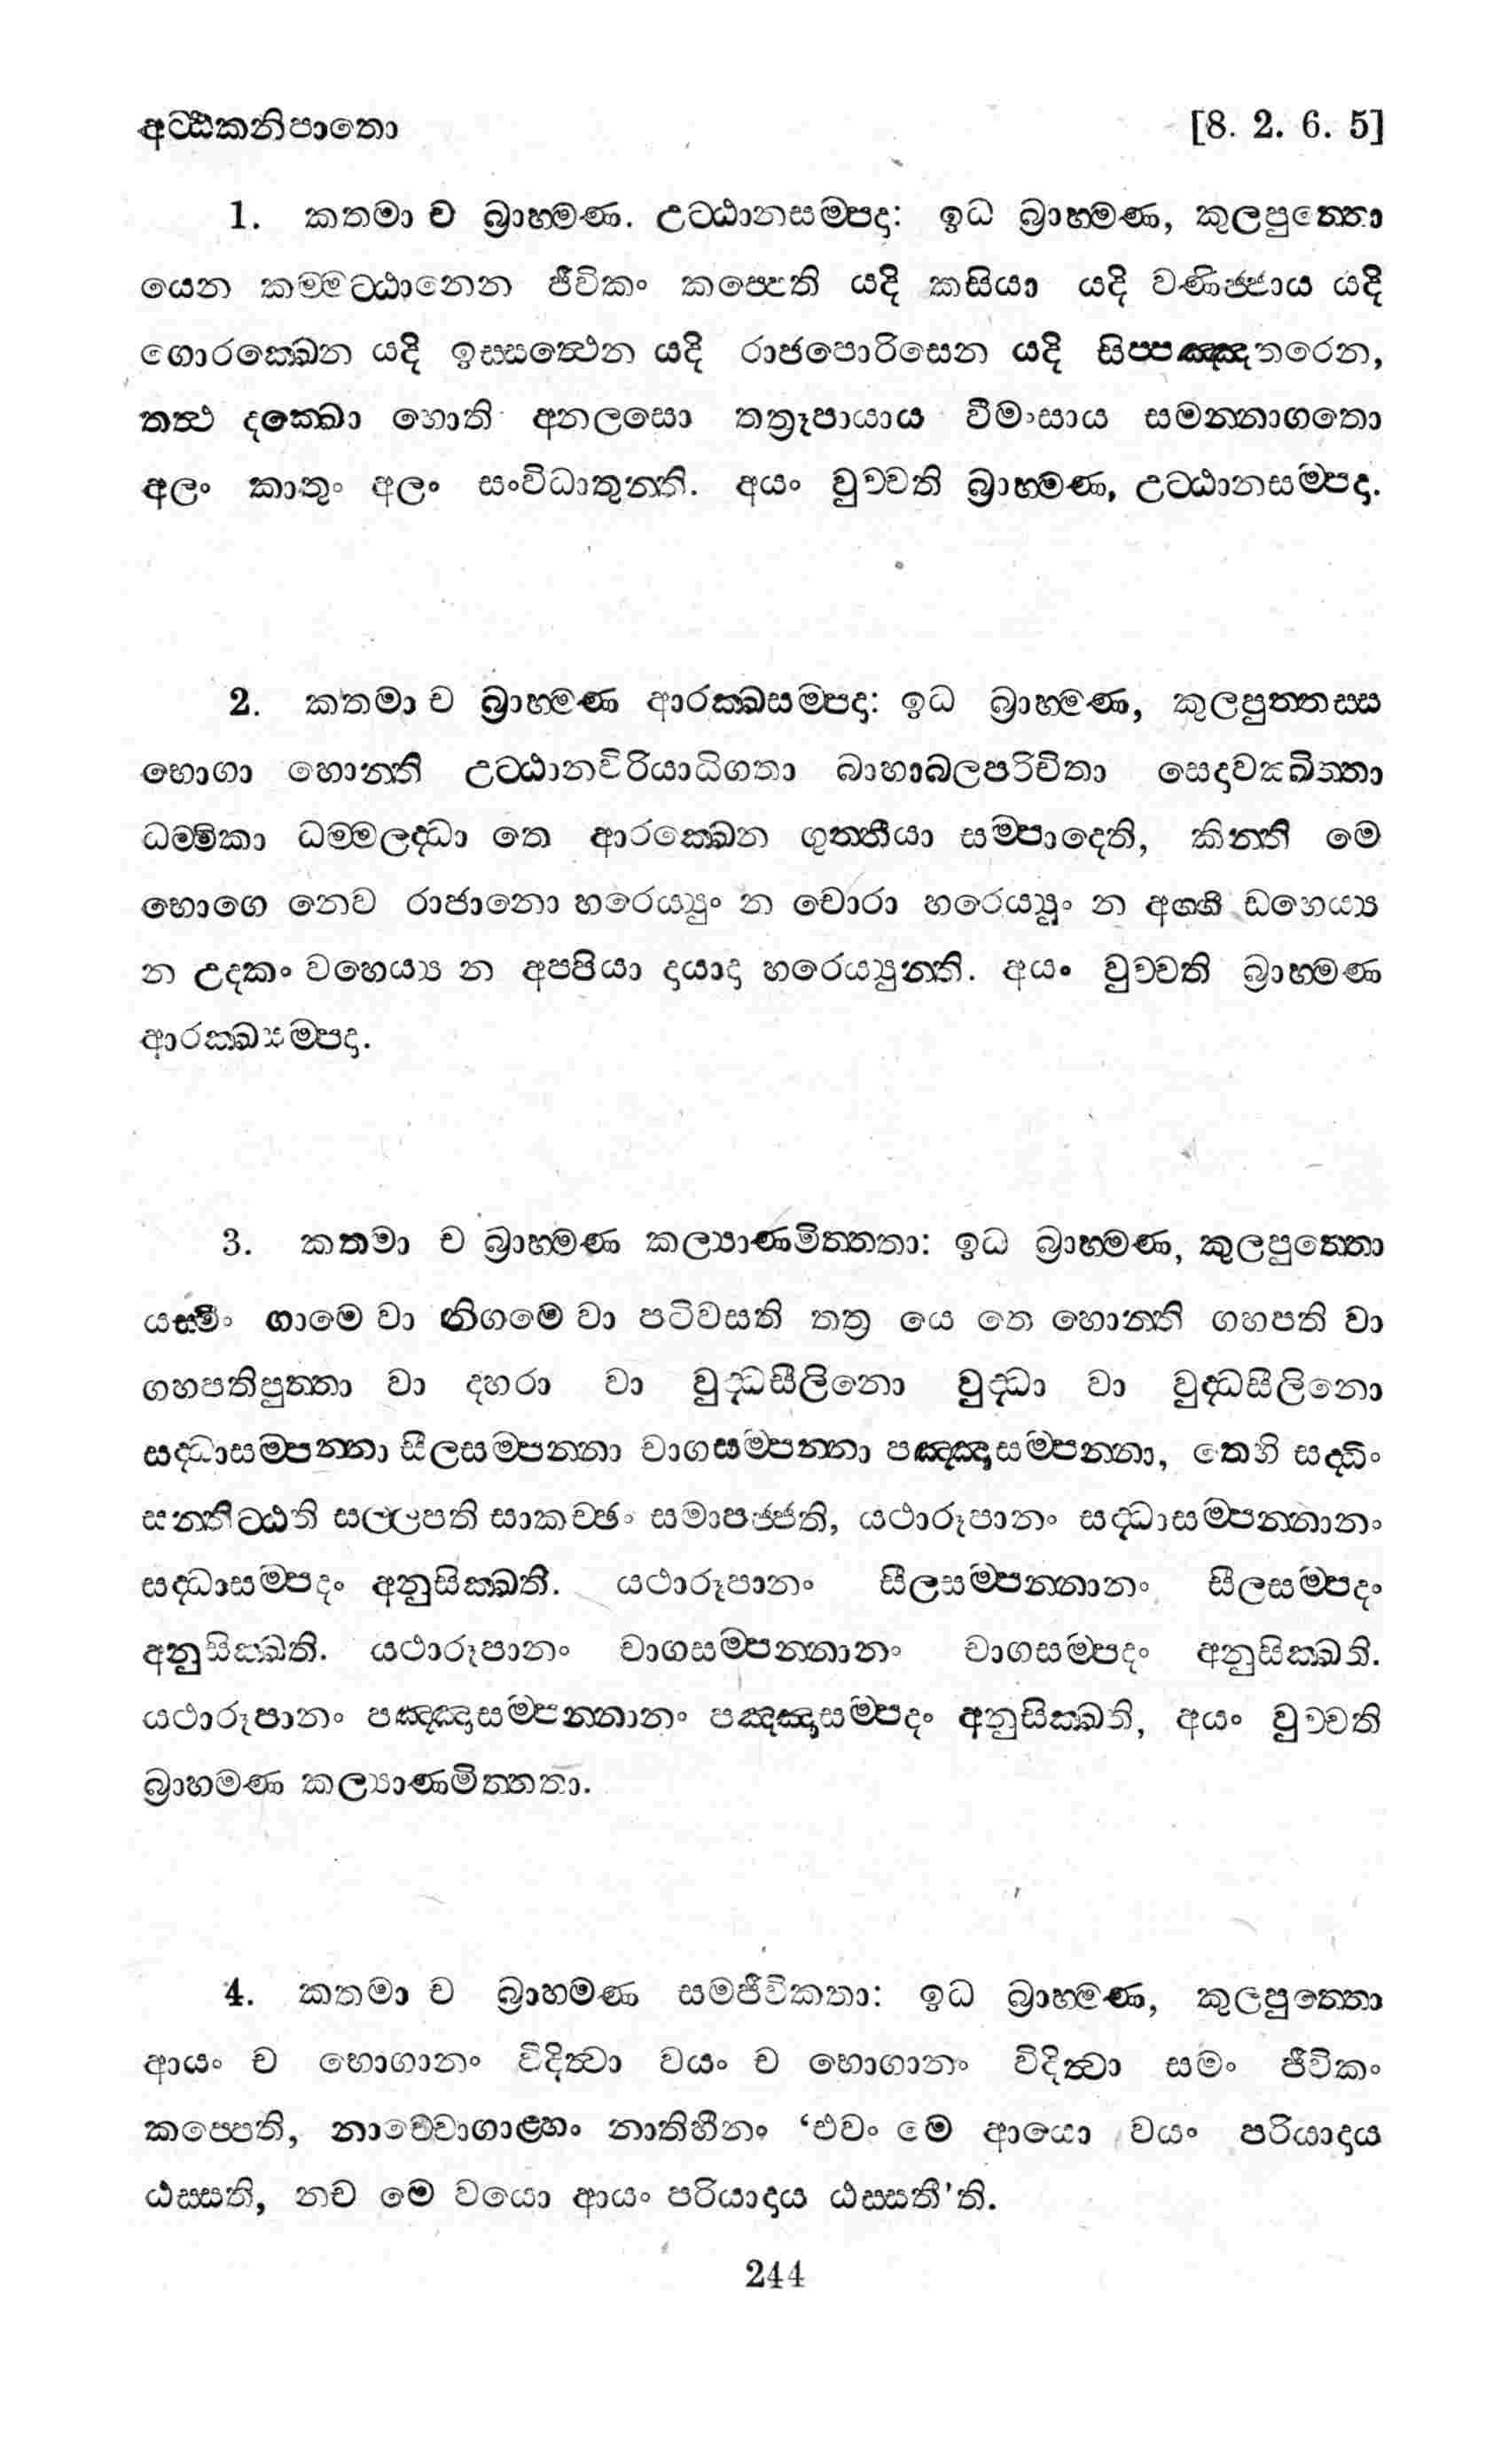 අට‍්ඨකනිපාතො [8. 2. 6. 5]
1. කතමා ච බ්‍රාහ‍්මණ. උට‍්ඨානසම‍්පදා: ඉධ බ්‍රාහ‍්මණ, කුලපුත‍්තො
යෙන කම‍්මට‍්ඨානෙන ජීවිකං කප‍්පෙති යදි කසියා යදි වණිජ‍්ජාය යදි
ගොරක‍්ඛෙන යදි ඉස‍්සත්‍ථෙන යදි රාජපොරිසෙන යදි සිප‍්පඤ‍්ඤතරෙන,
තත්‍ථ දක‍්ඛො හොති අනලසො තත්‍රූපායාය වීමංසාය සමන‍්නාගතො
අලං කාතුං අලං සංවිධාතුන‍්ති. අයං වුච‍්චති බ්‍රාහ‍්මණ, උට‍්ඨානසම‍්පදා.
2. කතමා ච බ්‍රාහ‍්මණ ආරක‍්ඛසම‍්පදා: ඉධ බ්‍රාහ‍්මණ, කුලපුත‍්තස‍්ස
භොගා හොන‍්ති උට‍්ඨානවිරියාධිගතා බාහාබලපරිචිතා සෙදාවක‍්ඛිත‍්තා
ධම‍්මිකා ධම‍්මලද‍්ධා තෙ ආරක‍්ඛෙන ගුත‍්තීයා සම‍්පාදෙති, කින‍්ති මෙ
භොගෙ නෙව රාජානො හරෙය්‍යුං න චොරා හරෙය්‍යූං න අග‍්ගි ඩහෙය්‍ය
න උදකං වහෙය්‍ය න අප‍්පියා දායාදා හරෙය්‍යුන‍්ති. අයං වුච‍්චති බ්‍රාහ‍්මණ
ආරක‍්ඛසම‍්පදා.
3. කතමා ච බ්‍රාහ‍්මණ කල්‍යාණමිත‍්තතා: ඉධ බ්‍රාහ‍්මණ, කුලපුත‍්තො
යස‍්මිං ගාමෙ වා නිගමෙ වා පටිවසති තත්‍ර යෙ තෙ හොන‍්ති ගහපති වා
ගහපතිපුත‍්තා වා දහරා වා වුද‍්ධසීලිනො වුද‍්ධා වා වුද‍්ධසීලිනො
සද‍්ධාසම‍්පන‍්නා සීලසම‍්පන‍්නා චාගසම‍්පන‍්නා පඤ‍්ඤාසම‍්පන‍්නා, තෙහි සද‍්ධිං
සන‍්තිට‍්ඨති සල‍්ලපති සාකච‍්ඡං සමාපජ‍්ජති, යථාරූපානං සද‍්ධාසම‍්පන‍්නානං
සද‍්ධාසම‍්පදං අනුසික‍්ඛති. යථාරූපානං සීලසම‍්පන‍්නානං සීලසම‍්පදං
අනුසික‍්ඛති. යථාරූපානං චාගසම‍්පන‍්නානං චාගසම‍්පදං අනුසික‍්ඛති.
යථාරූපානං පඤ‍්ඤාසම‍්පන‍්නානං පඤ‍්ඤාසම‍්පදං අනුසික‍්ඛති, අයං වුච‍්චති
බ්‍රාහ‍මණ කල්‍යාණමිත‍්තතා.
4. කතමා ච බ්‍රාහමණ සමජීවිකතා: ඉධ බ්‍රාහ‍්මණ, කුලපුත‍්තො
ආයං ච භොගානං විදිත්‍වා වයං ච භොගානං විදිත්‍වා සමං ජීවිකං
කප‍්පෙති, නාච‍්චොගාළ‍්හං නාතිහීනං ‘එවං මෙ ආයො වයං පරියාදාය
ඨස‍්සති, නච මෙ වයො ආයං පරියාදාය ඨස‍්සතී’ති.
244